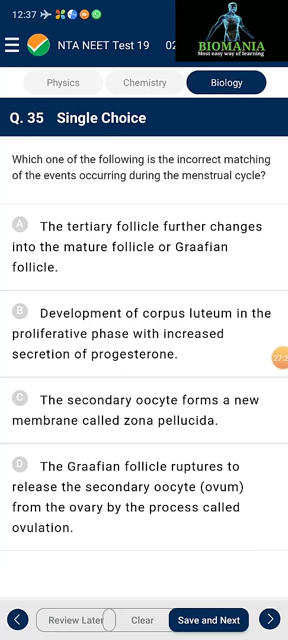 12:37
NTA NEET Test 19 02
BIOMANIA
Most easy way of learning
Physics Chemistry Biology
Q. 35 Single Choice
Which one of the following is the incorrect matching
of the events occurring during the menstrual cycle?
A The tertiary follicle further changes
into the mature follicle or Graafian
follicle.
B Development of corpus luteum in the
proliferative phase with increased
secretion of progesterone.
C The secondary oocyte forms a new
membrane called zona pellucida.
D The Graafian follicle ruptures to
release the secondary oocyte (ovum)
from the ovary by the process called
ovulation.
Review Later Clear Save and Next